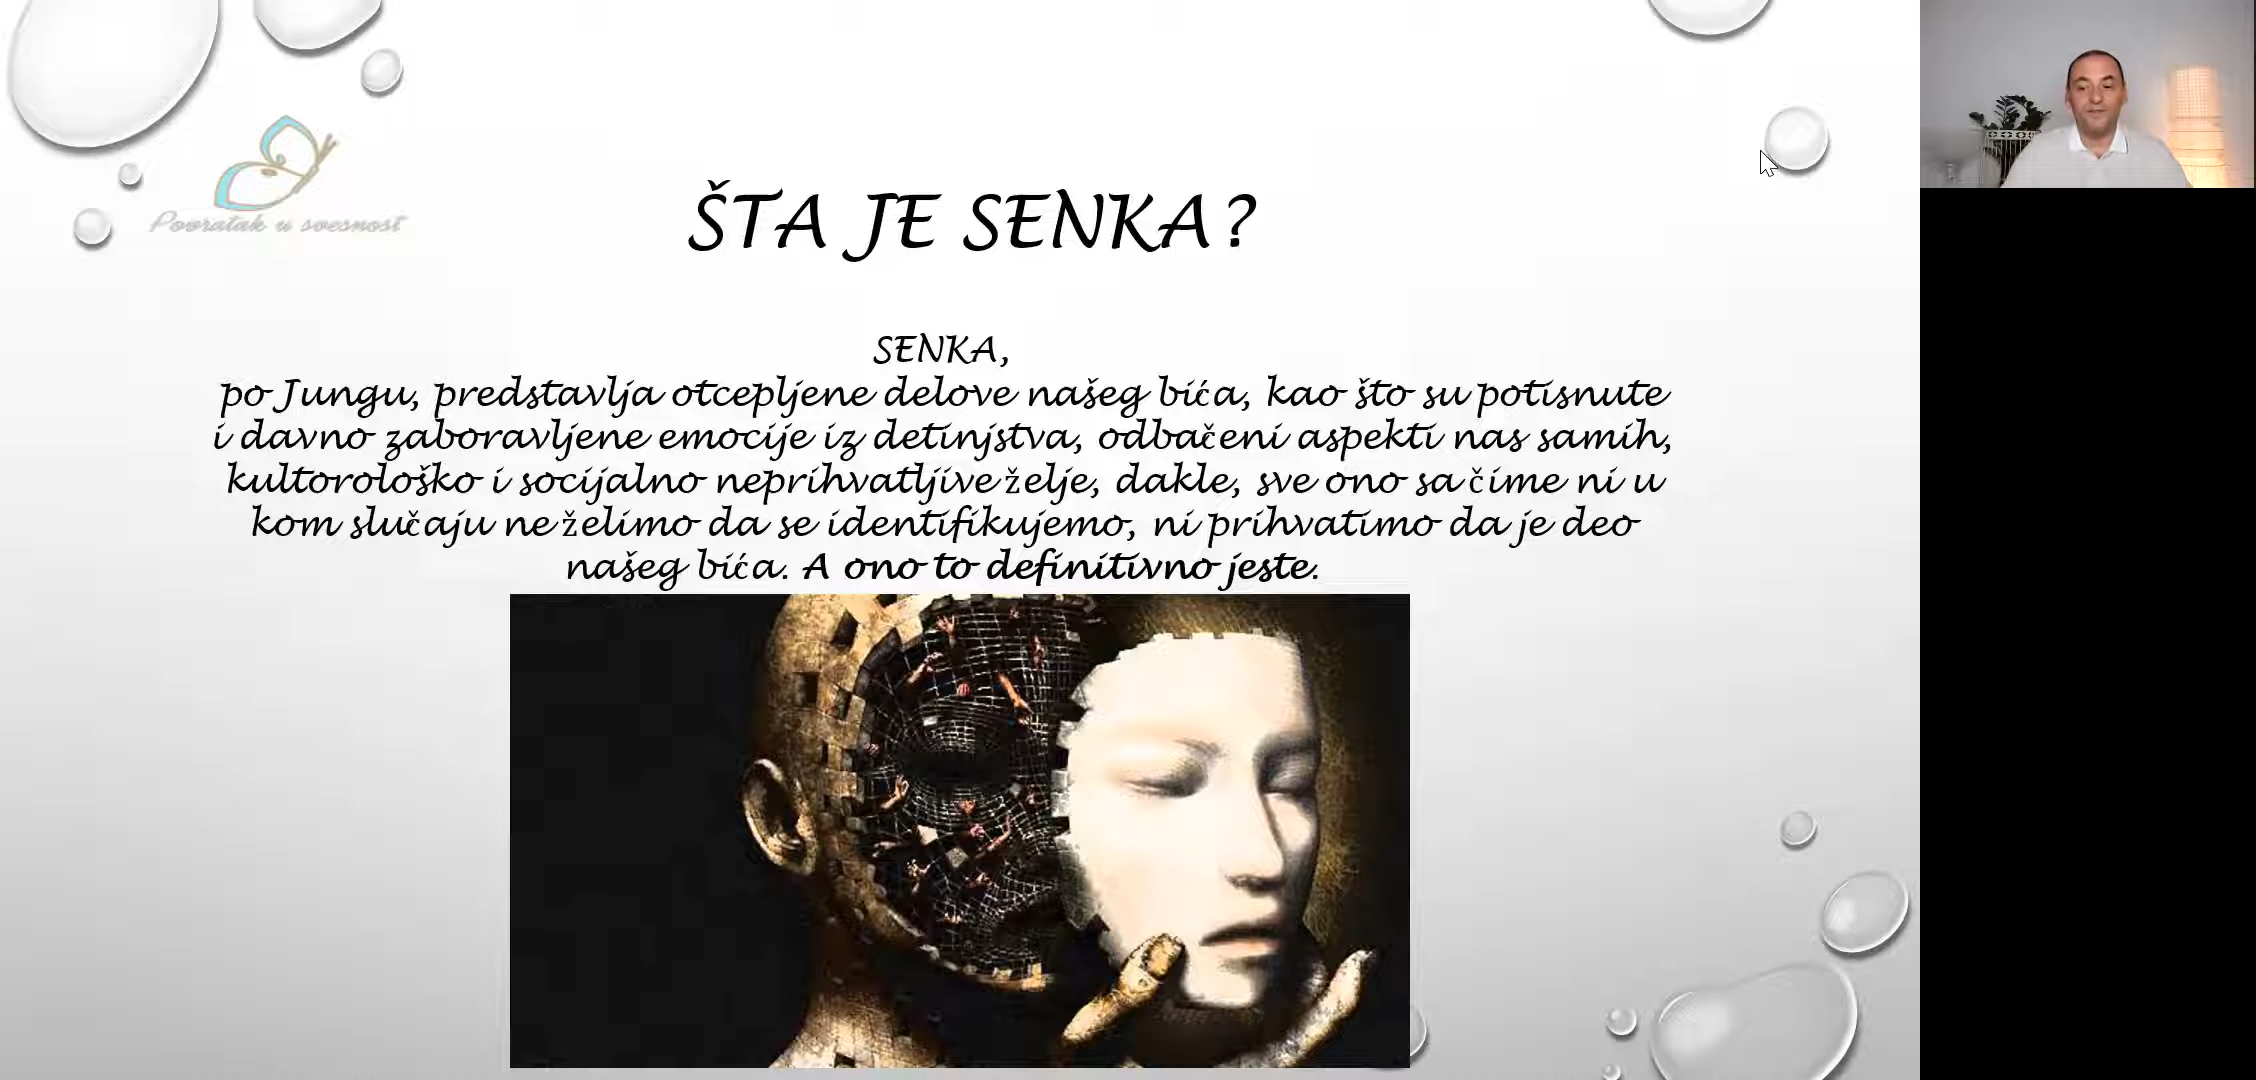 Povratak u svesnost
ŠTA JE SENKA?
SENKA,
po Jungu, predstavlja otcepljene delove našeg bića, kao što su potisnute
i davno zaboravljene emocije iz detinjstva, odbačeni aspekti nas samih,
kultorološko i socijalno neprihvatljive želje, dakle, sve ono sa čime ni u
kom slučaju ne želimo da se identifikujemo, ni prihvatimo da je deo
našeg bića. A ono to definitivno jeste.